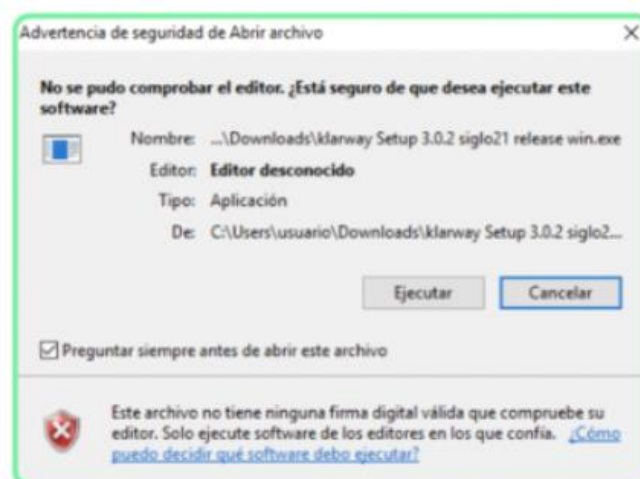 Advertencia de seguridad de Abrir archivo
No se pudo comprobar el editor. ¿Está seguro de que desea ejecutar este
software?
Nombre: ...\Downloads\klarway Setup 3.0.2 siglo21 release win.exe
Editor: Editor desconocido
Tipo: Aplicación
De: C:\Users\usuario\Downloads\klarway Setup 3.0.2 siglo2...
Ejecutar Cancelar
Preguntar siempre antes de abrir este archivo
Este archivo no tiene ninguna firma digital válida que compruebe su
editor. Solo ejecute software de los editores en los que confía. ¿Cómo
puedo decidir qué software debo ejecutar?